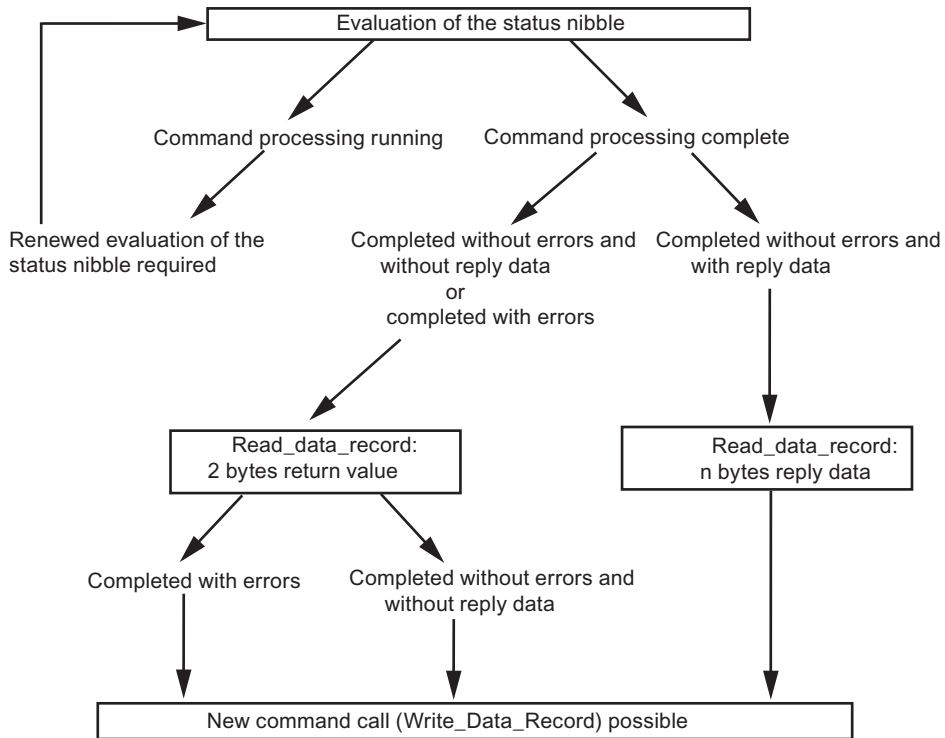 Evaluation of the status nibble
Command processing running
Command processing complete
Renewed evaluation of the
status nibble required
Completed without errors and
without reply data
or
completed with errors
Completed without errors and
with reply data
Read_data_record:
2 bytes return value
Read_data_record:
n bytes reply data
Completed with errors
Completed without errors and
without reply data
New command call (Write_Data_Record) possible